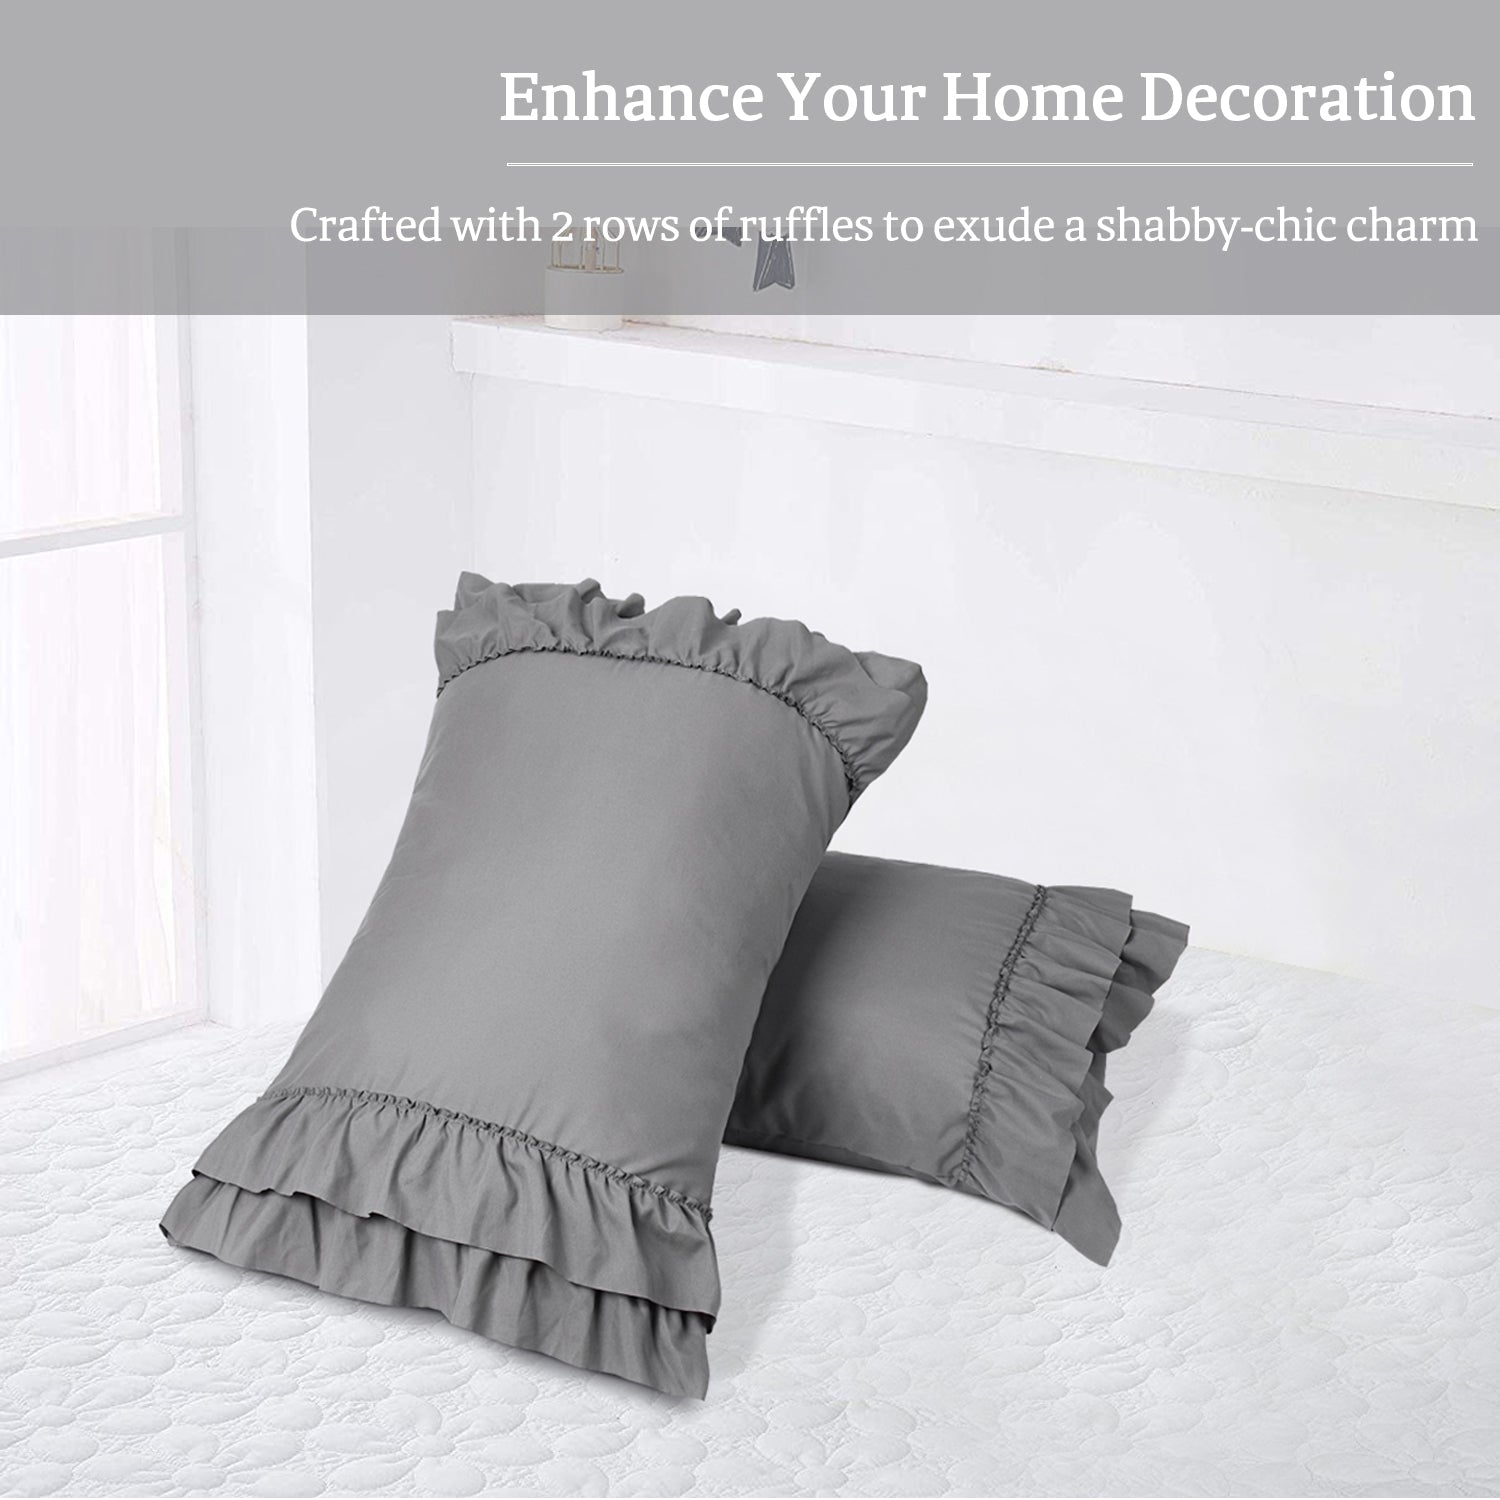 Enhance Your Home Decoration
Crafted with 2 rows of ruffles to exude a shabby-chic charm